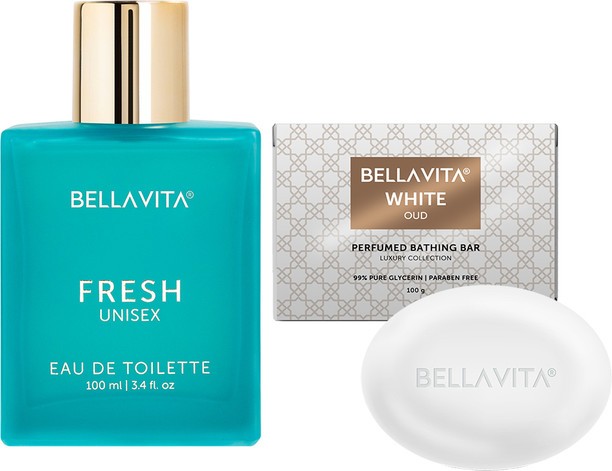 BELLAVITA®
FRESH
UNISEX
EAU DE TOILETTE
100 ml | 3.4 fl. oz
BELLAVITA®
WHITE
OUD
PERFUMED BATHING BAR
LUXURY COLLECTION
99% PURE GLYCERIN | PARABEN FREE
100 g
BELLAVITA®